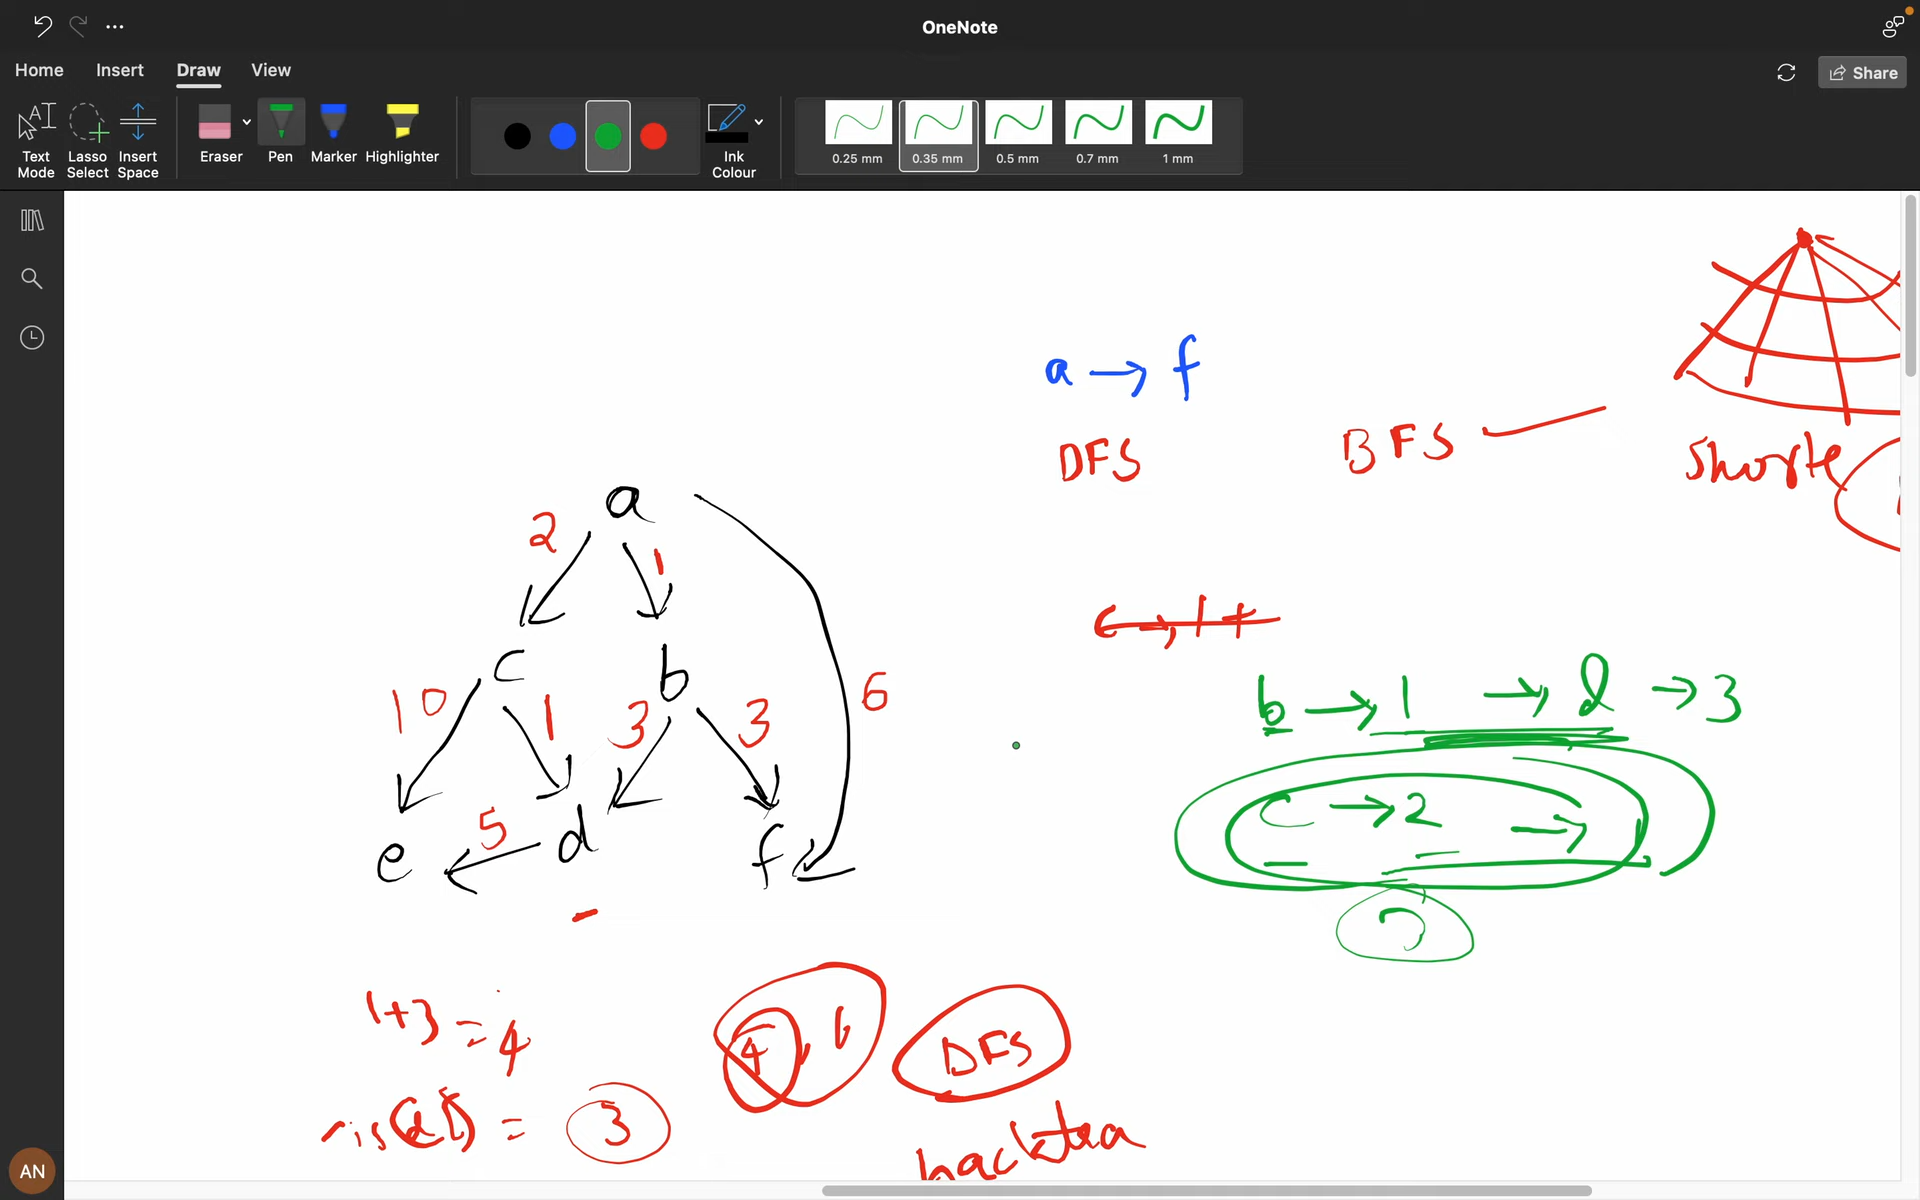 OneNote
Home Insert Draw View
Share
Text Mode
Lasso Select
Insert Space
Eraser
Pen
Marker
Highlighter
Ink Colour
0.25 mm
0.35 mm
0.5 mm
0.7 mm
1 mm
a → f
DFS
BFS
Shorte
a
2
1
c
b
6
10
1
3
3
e
5
d
f
b → 1 → d → 3
c → 2 →
1+3 = 4
4, 6
DFS
= 3
backtra
AN